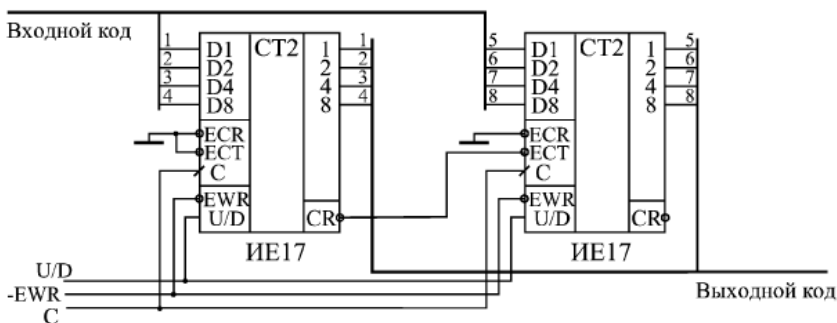 Входной код
1 D1 CT2 1 1
2 D2 2 2
3 D4 4 3
4 D8 8 4
ECR
ECT
C
EWR
U/D CR
ИЕ17
5 D1 CT2 1 5
6 D2 2 6
7 D4 4 7
8 D8 8 8
ECR
ECT
C
EWR
U/D CR
ИЕ17
U/D
-EWR
C
Выходной код